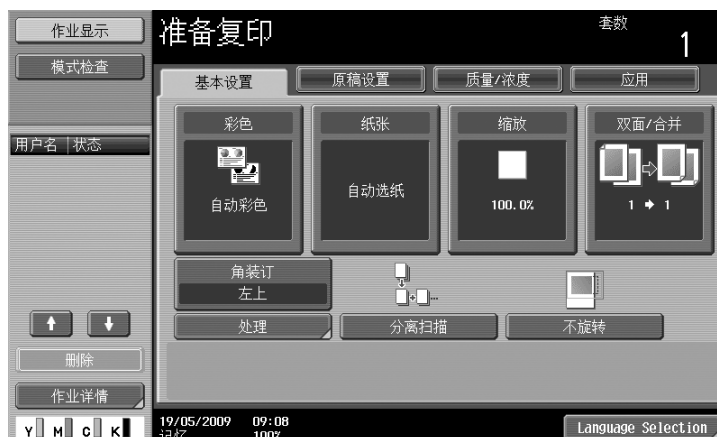 作业显示
模式检查
准备复印
套数
1
基本设置
原稿设置
质量/浓度
应用
用户名 状态
彩色
自动彩色
纸张
自动选纸
缩放
100.0%
双面/合并
1 → 1
角装订
左上
处理
分离扫描
不旋转
删除
作业详情
Y M C K
19/05/2009 09:08
记忆 100%
Language Selection